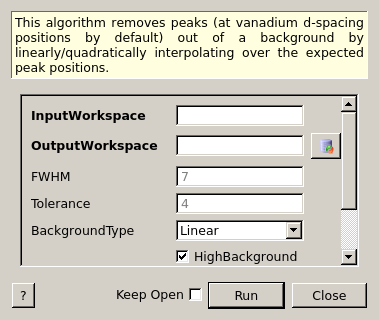 This algorithm removes peaks (at vanadium d-spacing
positions by default) out of a background by
linearly/quadratically interpolating over the expected
peak positions.
InputWorkspace
OutputWorkspace
FWHM 7
Tolerance 4
BackgroundType Linear
HighBackground
? Keep Open Run Close